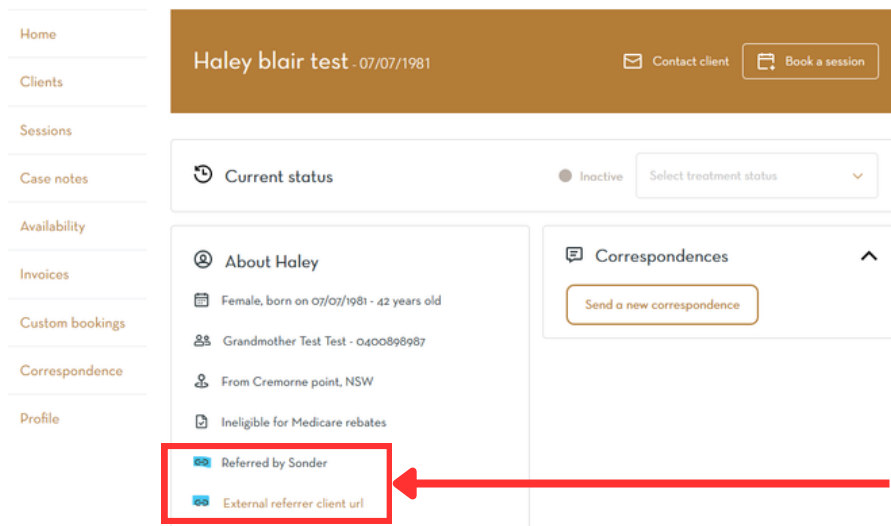 Home
Clients
Sessions
Case notes
Availability
Invoices
Custom bookings
Correspondence
Profile
Haley blair test - 07/07/1981
Contact client
Book a session
Current status
Inactive
Select treatment status
About Haley
Female, born on 07/07/1981 - 42 years old
Grandmother Test Test - 0400898987
From Cremorne point, NSW
Ineligible for Medicare rebates
Referred by Sonder
External referrer client url
Correspondences
Send a new correspondence